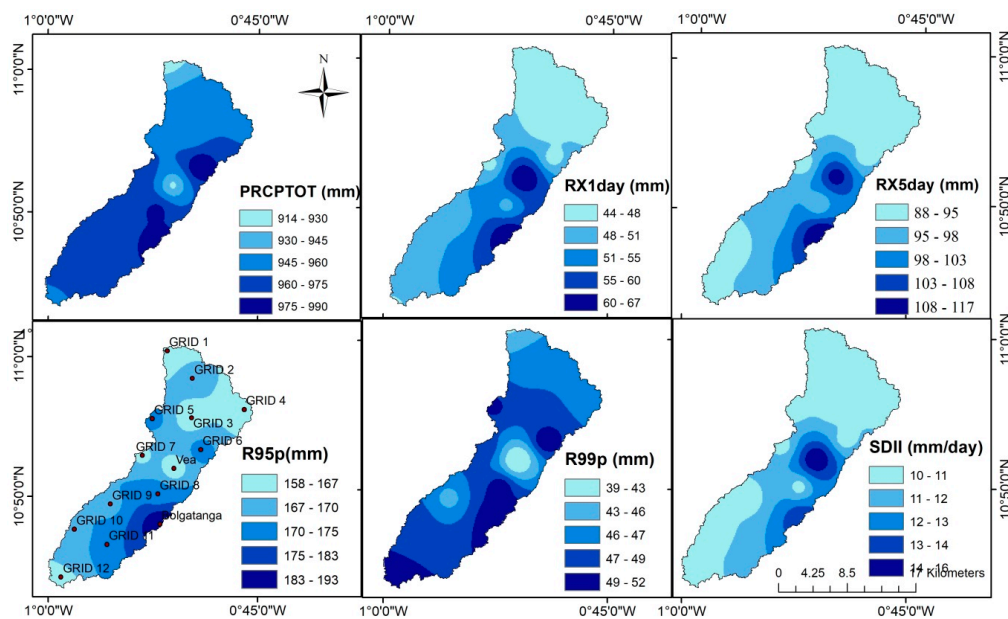 1°0'0"W
0°45'0"W
1°0'0"W
0°45'0"W
1°0'0"W
0°45'0"W
11°0'0"N
10°50'0"N
N
PRCPTOT (mm)
914 - 930
930 - 945
945 - 960
960 - 975
975 - 990
RX1day (mm)
44 - 48
48 - 51
51 - 55
55 - 60
60 - 67
RX5day (mm)
88 - 95
95 - 98
98 - 103
103 - 108
108 - 117
11°0'0"N
10°50'0"N
1°
11°0'0"N
10°50'0"N
GRID 1
GRID 2
GRID 4
GRID 5
GRID 3
GRID 6
GRID 7
Vea
GRID 8
GRID 9
GRID 10
olgatanga
GRID 11
GRID 12
R95p(mm)
158 - 167
167 - 170
170 - 175
175 - 183
183 - 193
R99p (mm)
39 - 43
43 - 46
46 - 47
47 - 49
49 - 52
SDII (mm/day)
10 - 11
11 - 12
12 - 13
13 - 14
14 - 16
0 4.25 8.5 17 Kilometers
11°0'0"N
10°50'0"N
1°0'0"W
0°45'0"W
1°0'0"W
0°45'0"W
1°0'0"W
0°45'0"W